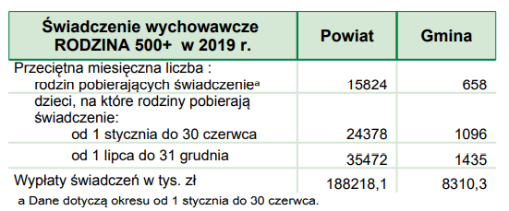 Świadczenie wychowawcze Powiat Gmina
RODZINA 500+ w 2019 r.
Przeciętna miesięczna liczba :
rodzin pobierających świadczenieᵃ 15824 658
dzieci, na które rodziny pobierają
świadczenie:
od 1 stycznia do 30 czerwca 24378 1096
od 1 lipca do 31 grudnia 35472 1435
Wypłaty świadczeń w tys. zł 188218,1 8310,3
a Dane dotyczą okresu od 1 stycznia do 30 czerwca.